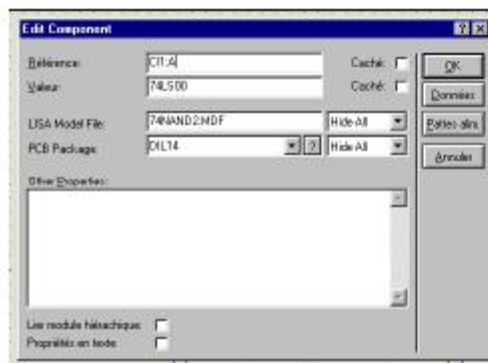 Edit Component
Référence: CI1:A Caché: OK
Valeur: 74LS00 Caché: Données
LISA Model File: 74NAND2.MDF Hide All Pattes alim.
PCB Package: DIL14 ? Hide All Annuler
Other Properties:
Lier module hiérachique:
Propriétés en texte